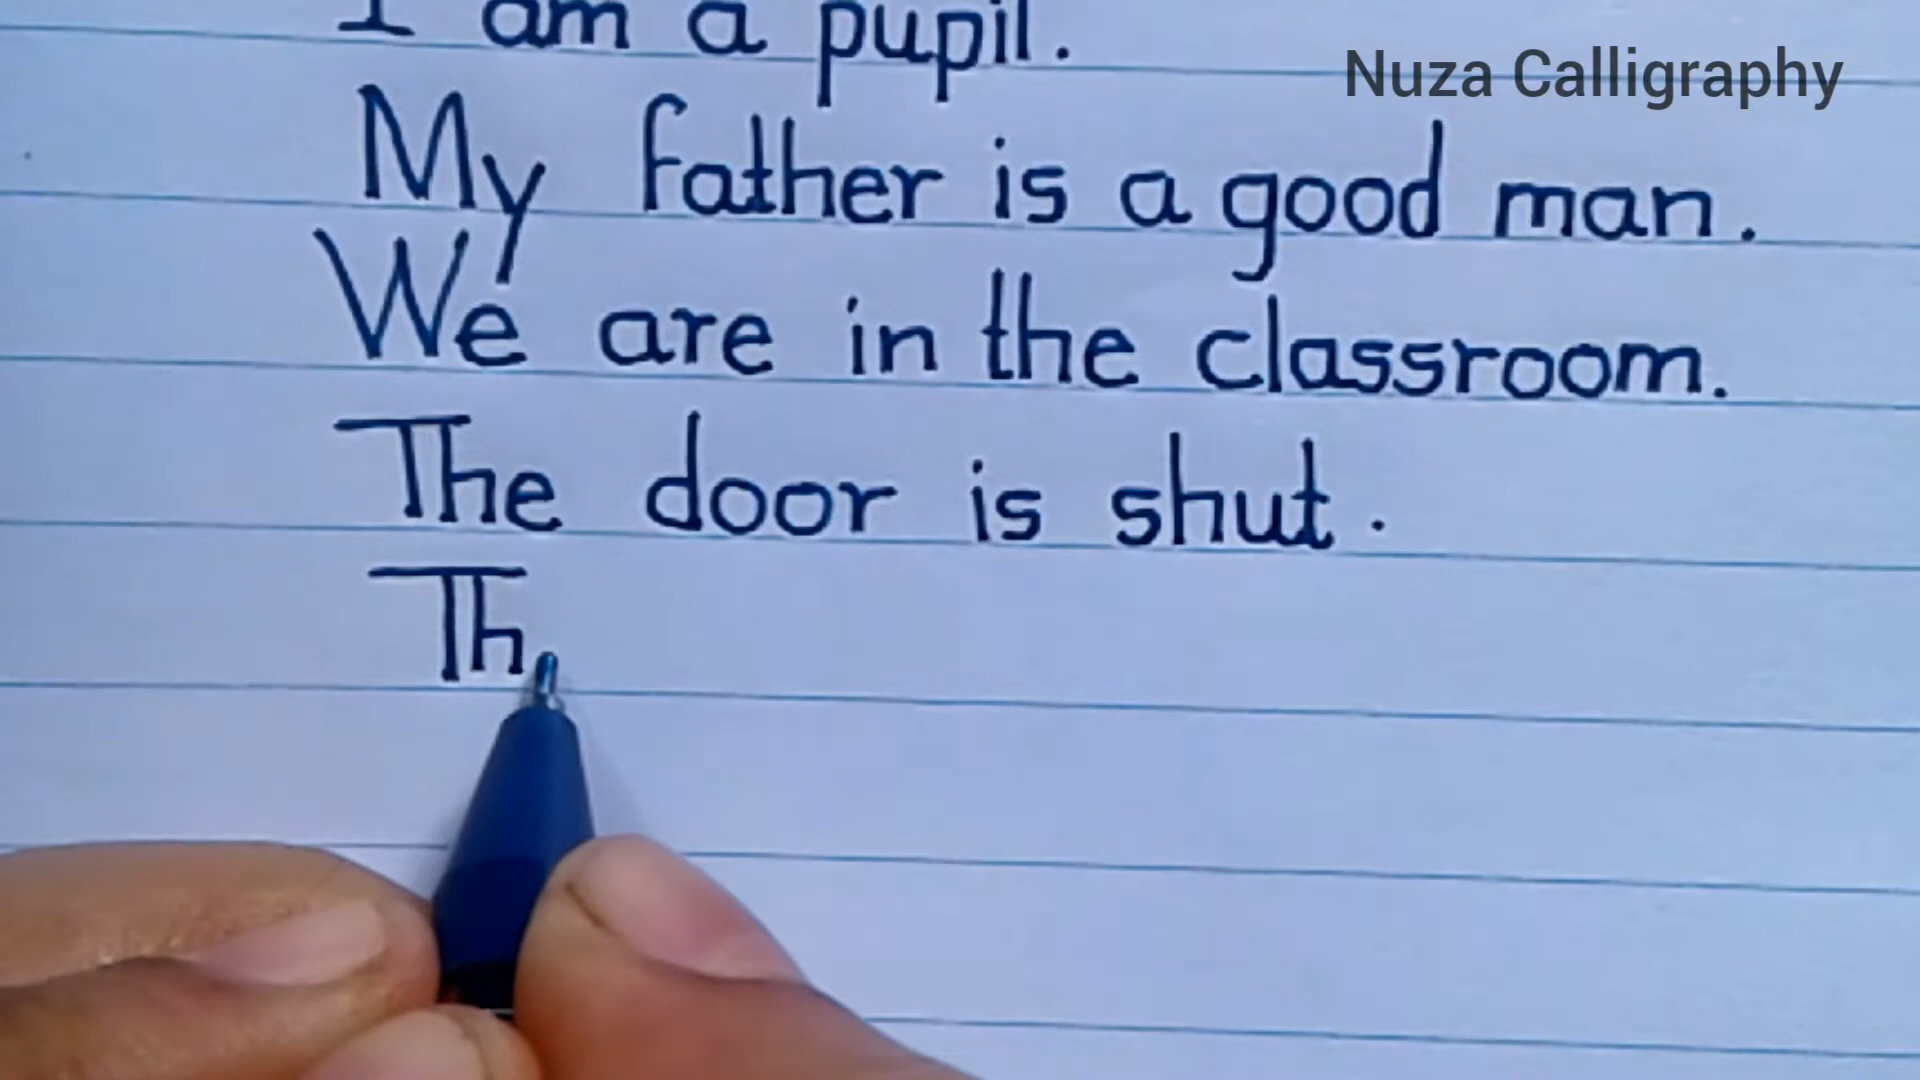 I am a pupil.
Nuza Calligraphy
My father is a good man.
We are in the classroom.
The door is shut.
Th